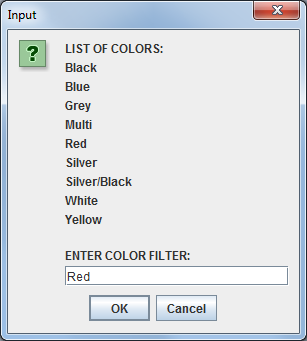 Input
LIST OF COLORS:
Black
Blue
Grey
Multi
Red
Silver
Silver/Black
White
Yellow
ENTER COLOR FILTER:
Red
OK
Cancel